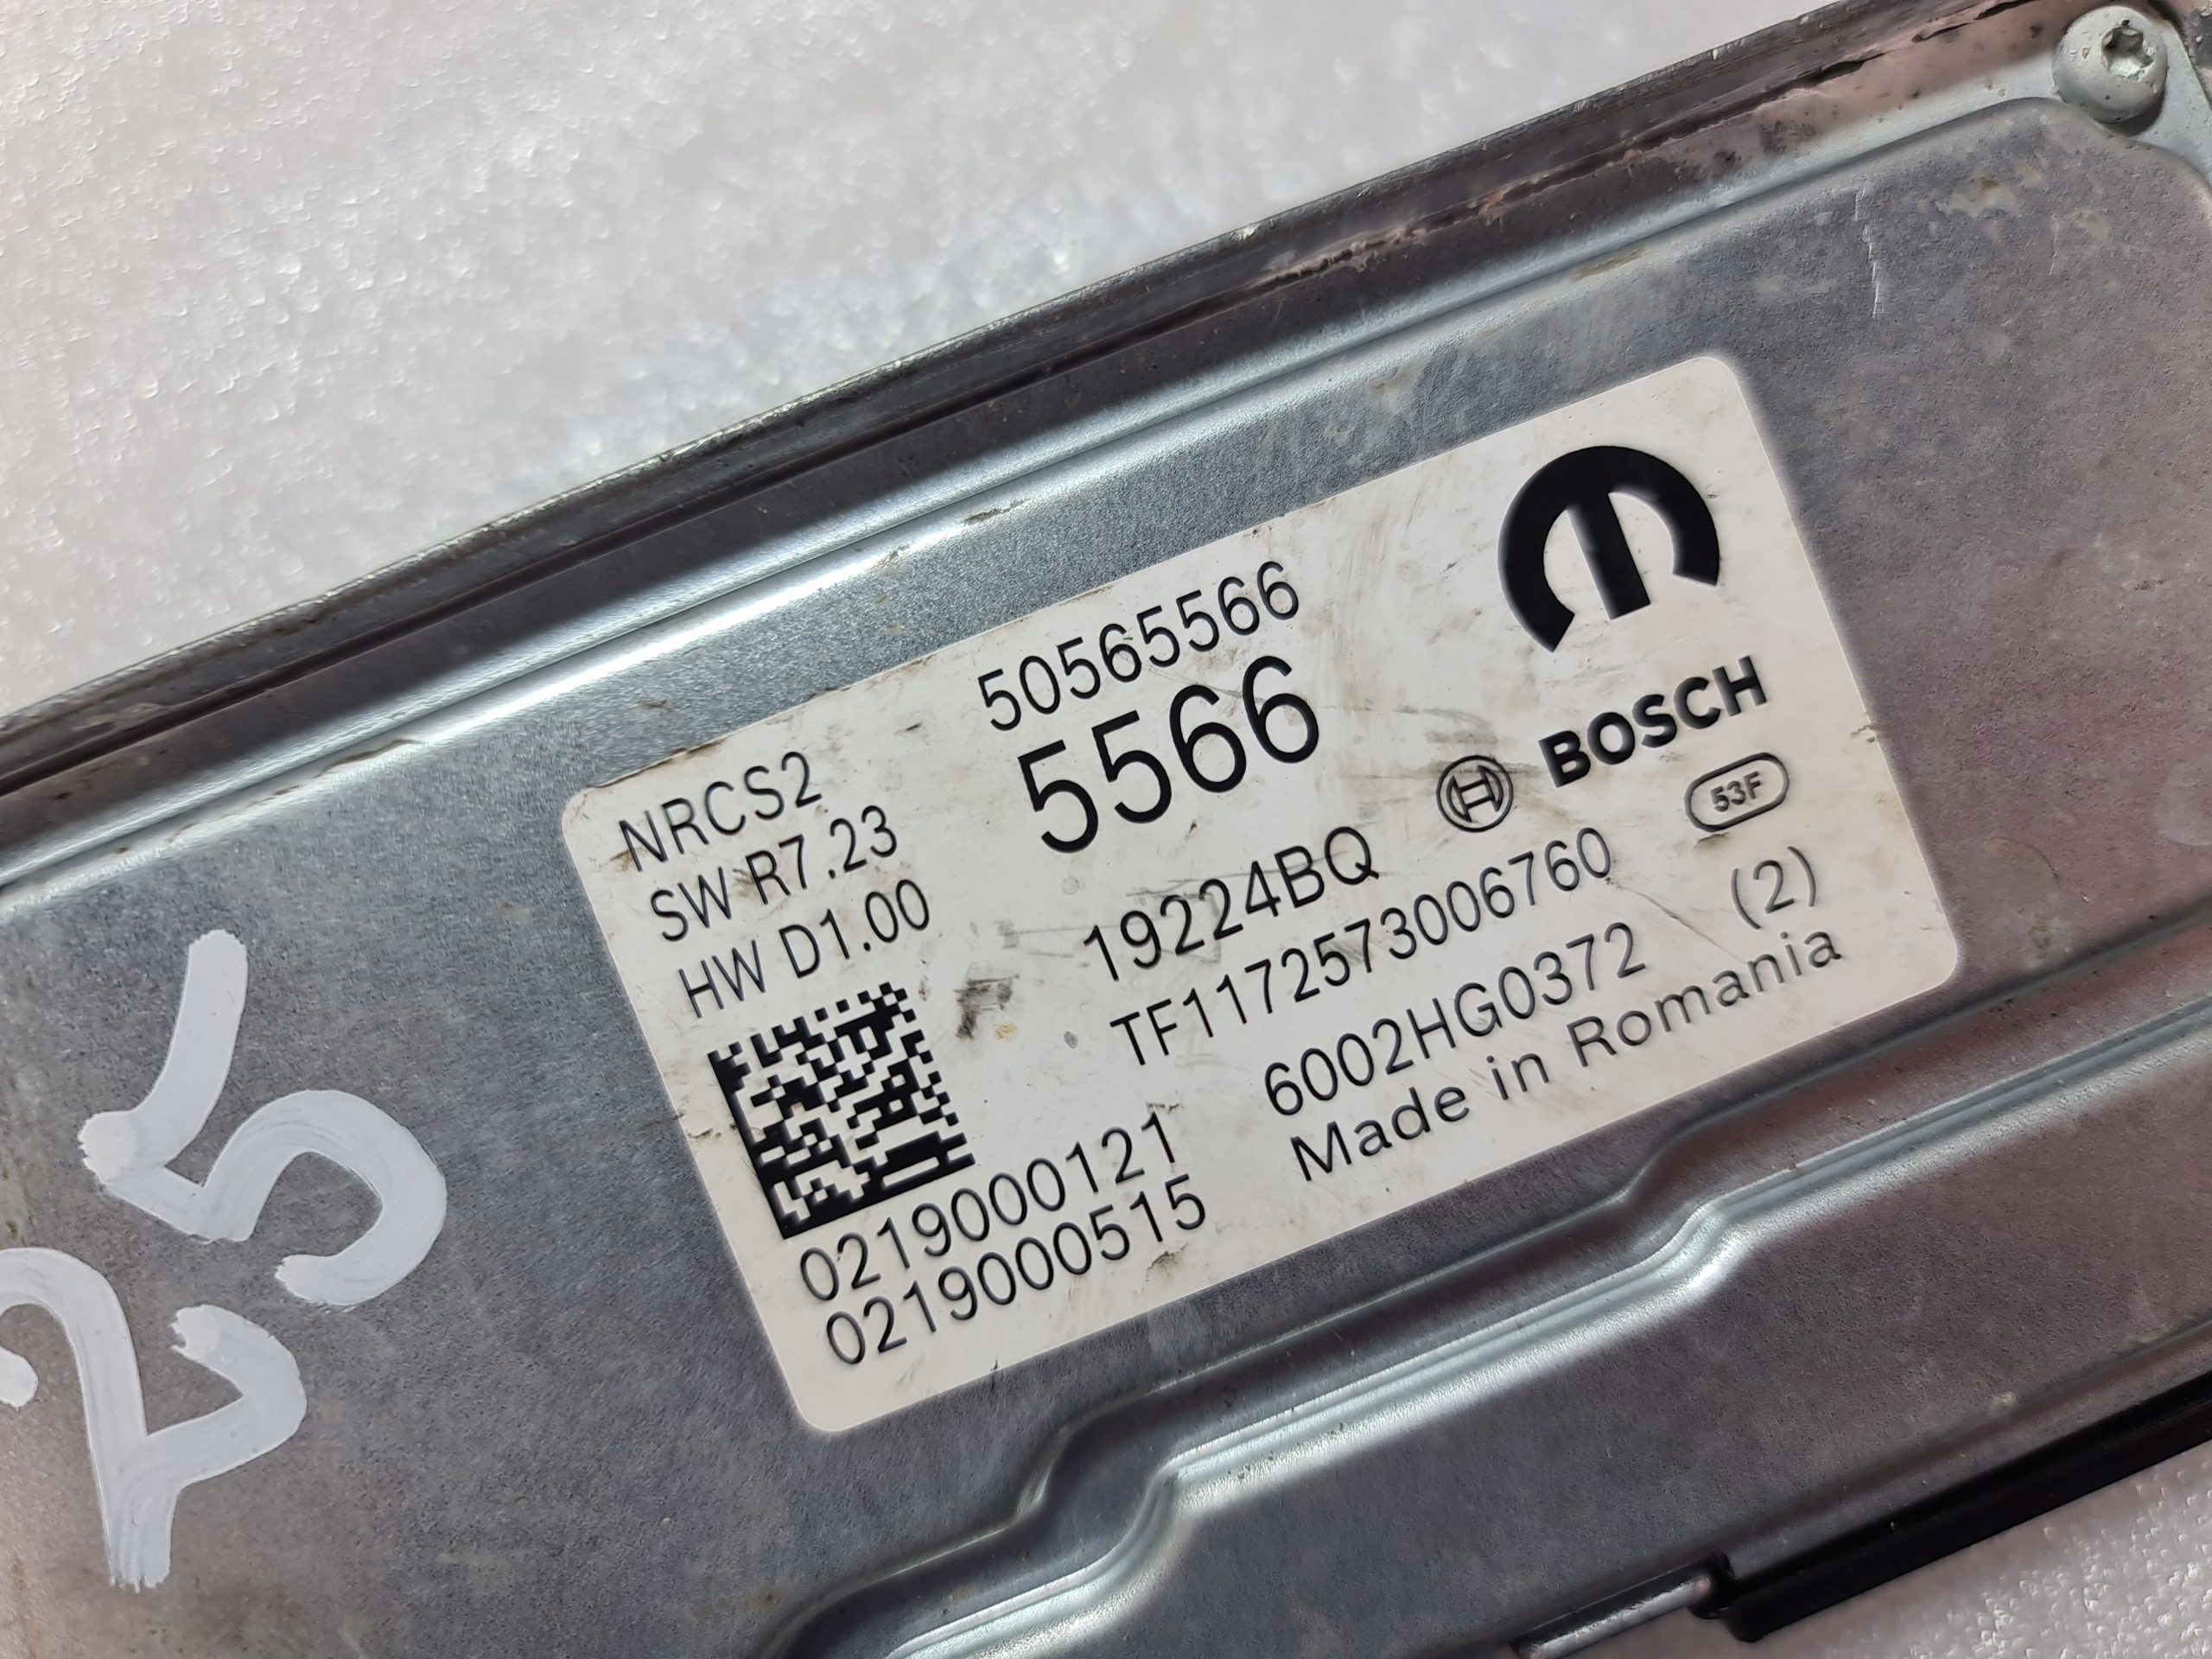 50565566
5566
NRCS2
SW R7.23
HW D1.00
BOSCH
53F
19224BQ
TF1172573006760
6002HG0372 (2)
Made in Romania
0219000121
0219000515
25